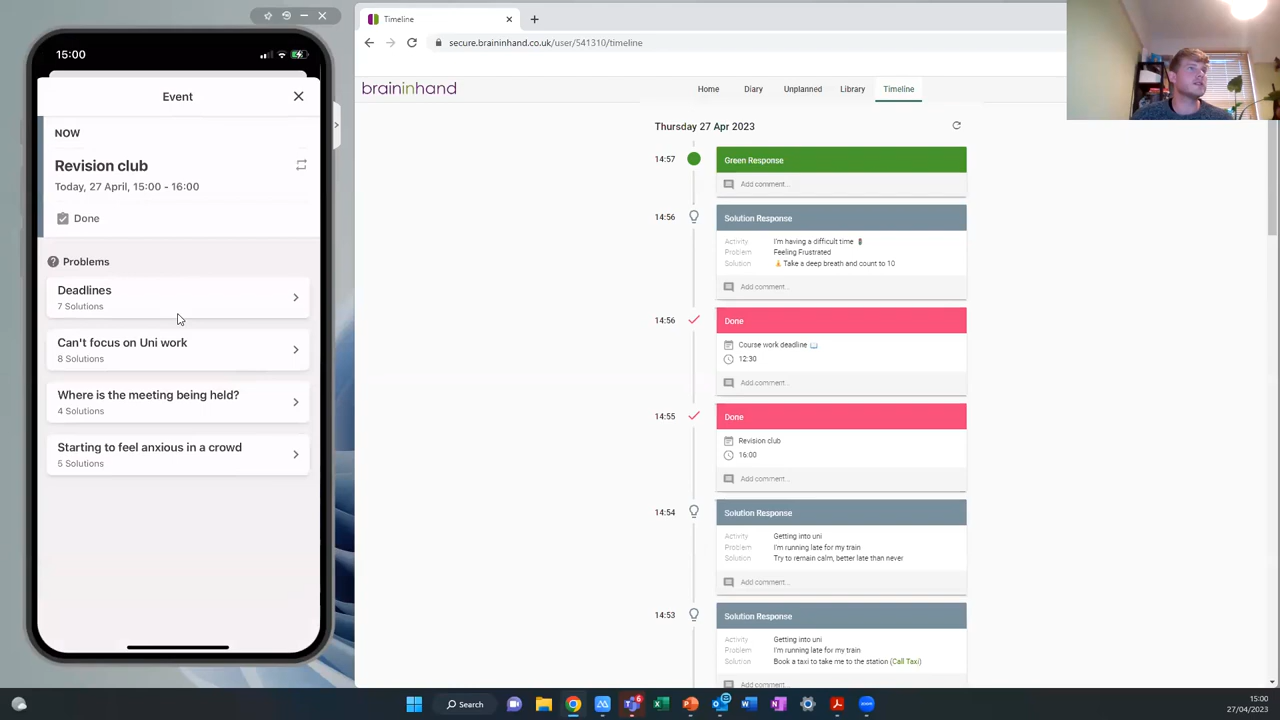 15:00
Event
NOW
Revision club
Today, 27 April, 15:00 - 16:00
Done
Problems
Deadlines
7 Solutions
Can't focus on Uni work
8 Solutions
Where is the meeting being held?
4 Solutions
Starting to feel anxious in a crowd
5 Solutions
Timeline
secure.braininhand.co.uk/user/541310/timeline
braininhand
Home
Diary
Unplanned
Library
Timeline
Thursday 27 Apr 2023
14:57
Green Response
Add comment...
14:56
Solution Response
Activity I'm having a difficult time
Problem Feeling Frustrated
Solution Take a deep breath and count to 10
Add comment...
14:56
Done
Course work deadline
12:30
Add comment...
14:55
Done
Revision club
16:00
Add comment...
14:54
Solution Response
Activity Getting into uni
Problem I'm running late for my train
Solution Try to remain calm, better late than never
Add comment...
14:53
Solution Response
Activity Getting into uni
Problem I'm running late for my train
Solution Book a taxi to take me to the station (Call Taxi)
Add comment...
Search
15:00
27/04/2023